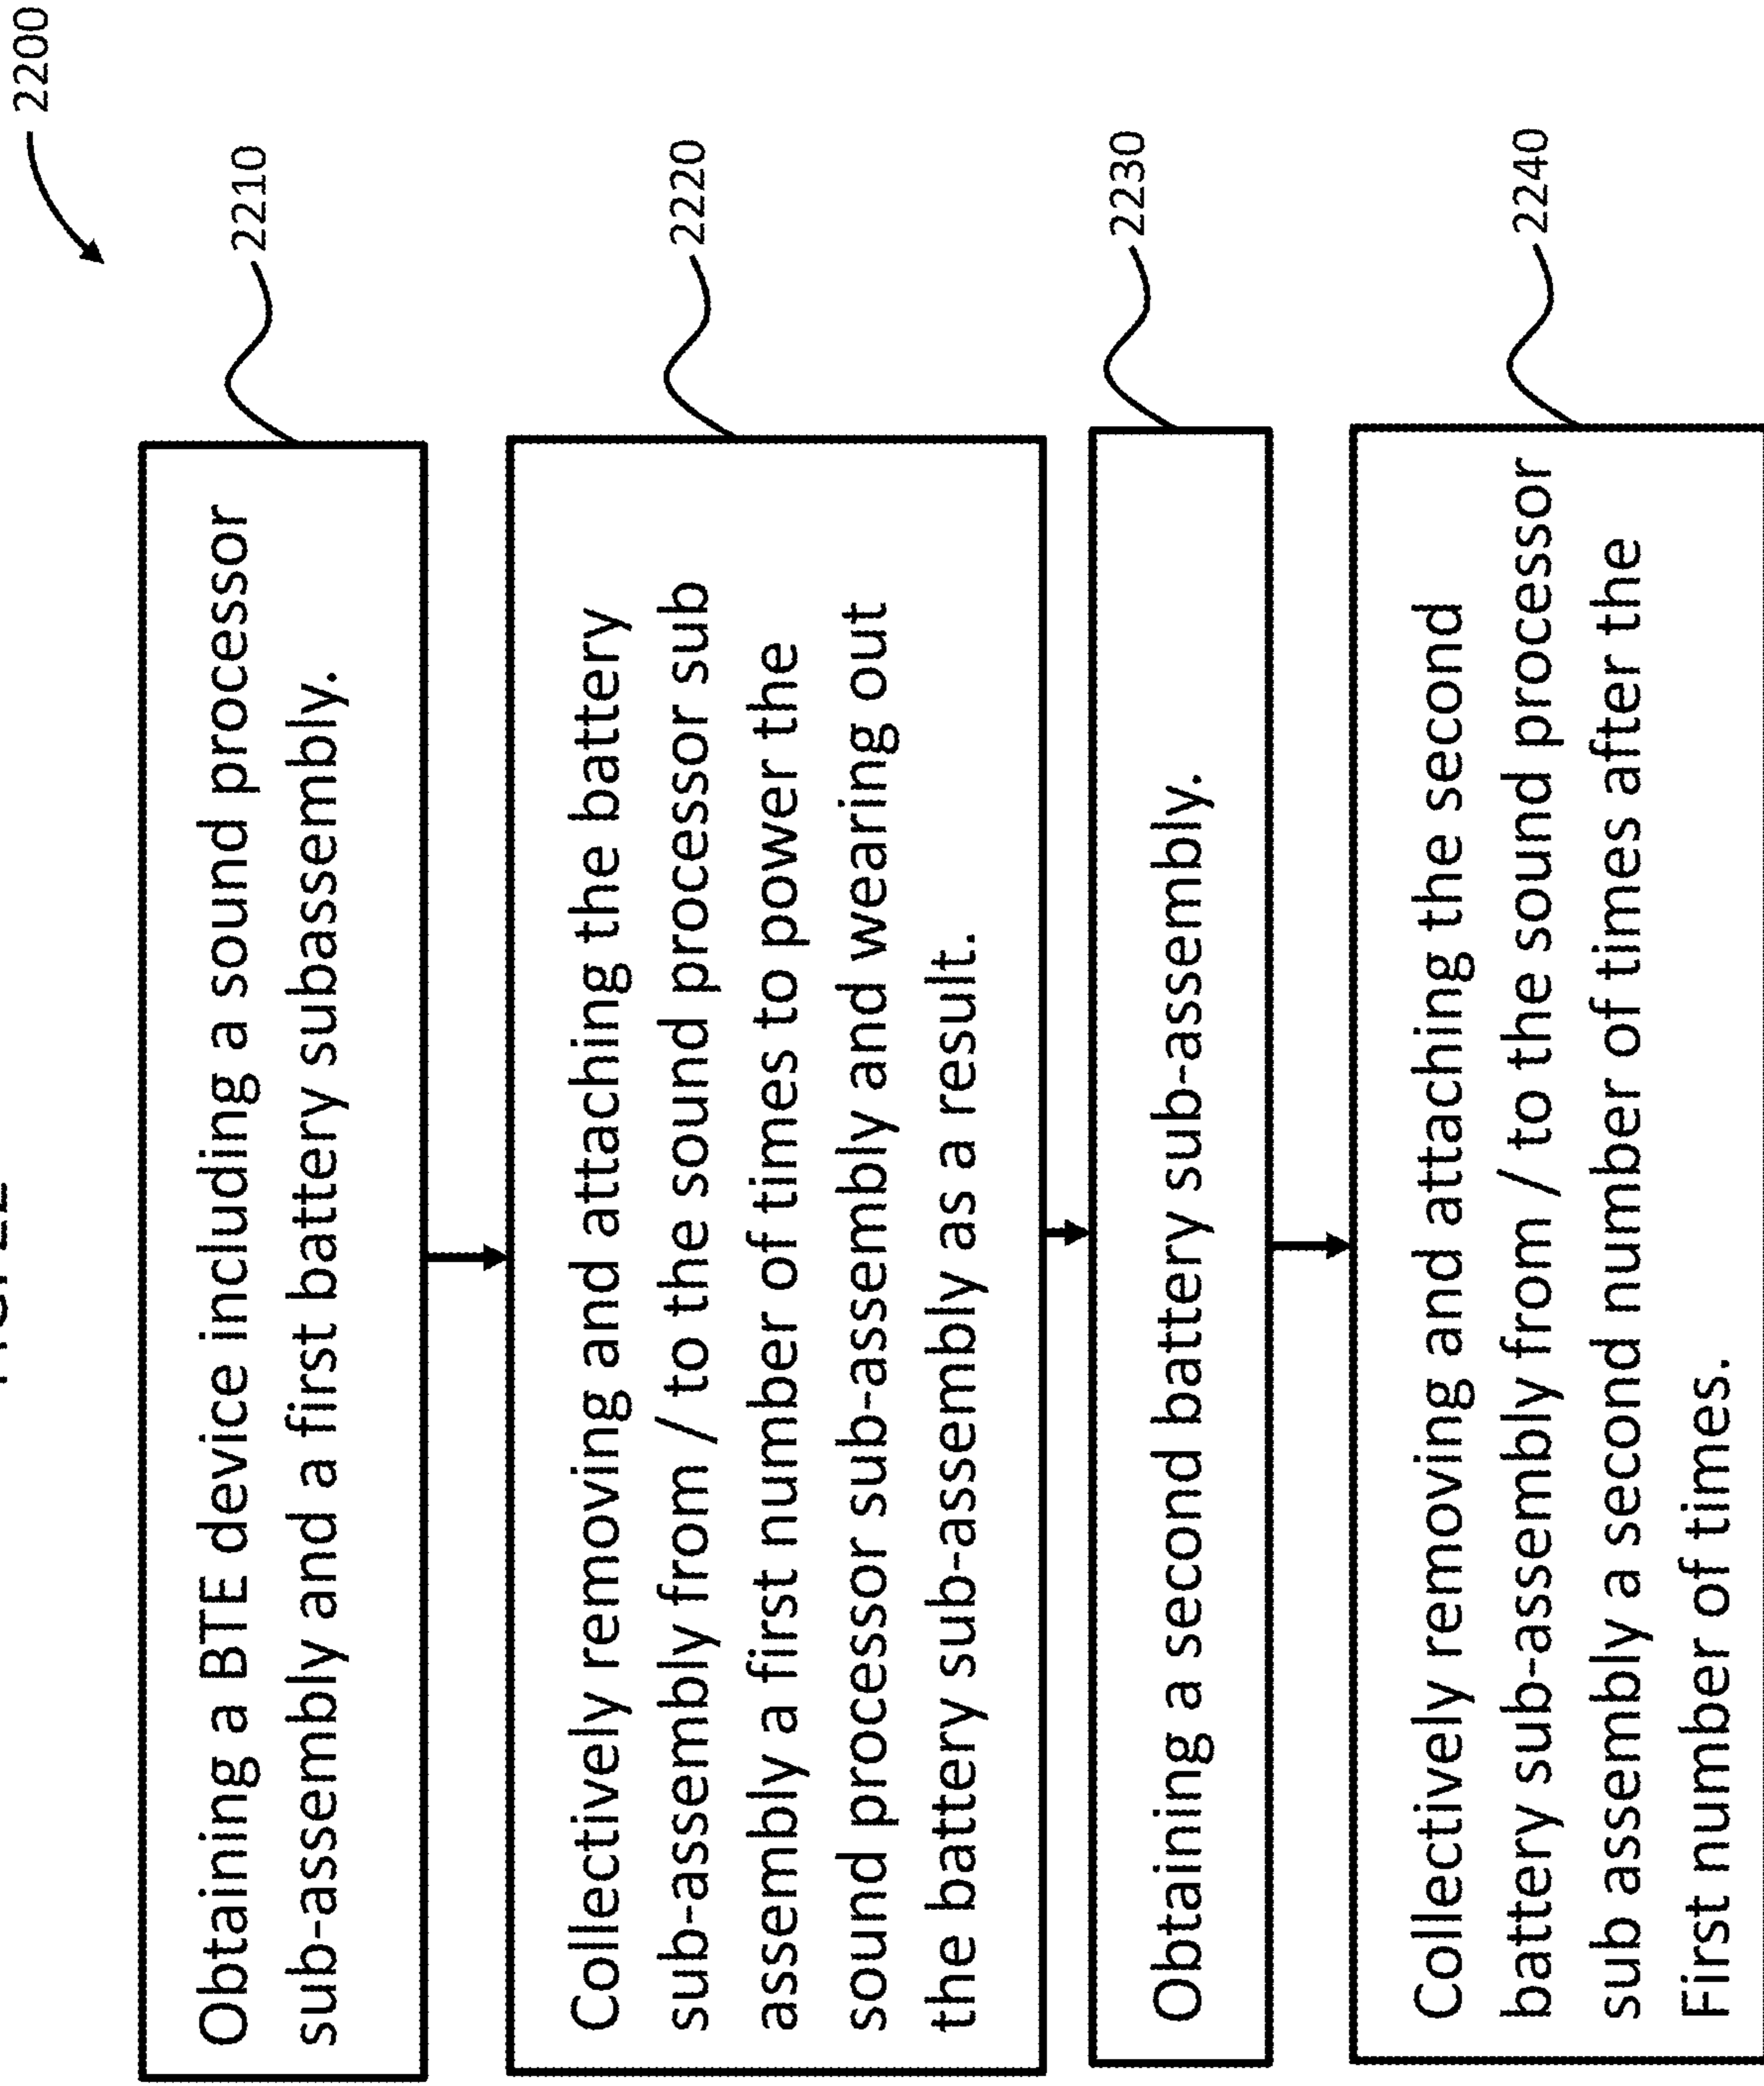 2200
Obtaining a BTE device including a sound processor
sub-assembly and a first battery subassembly.
2210
Collectively removing and attaching the battery
sub-assembly from / to the sound processor sub
assembly a first number of times to power the
sound processor sub-assembly and wearing out
the battery sub-assembly as a result.
2220
Obtaining a second battery sub-assembly.
2230
Collectively removing and attaching the second
battery sub-assembly from / to the sound processor
sub assembly a second number of times after the
First number of times.
2240